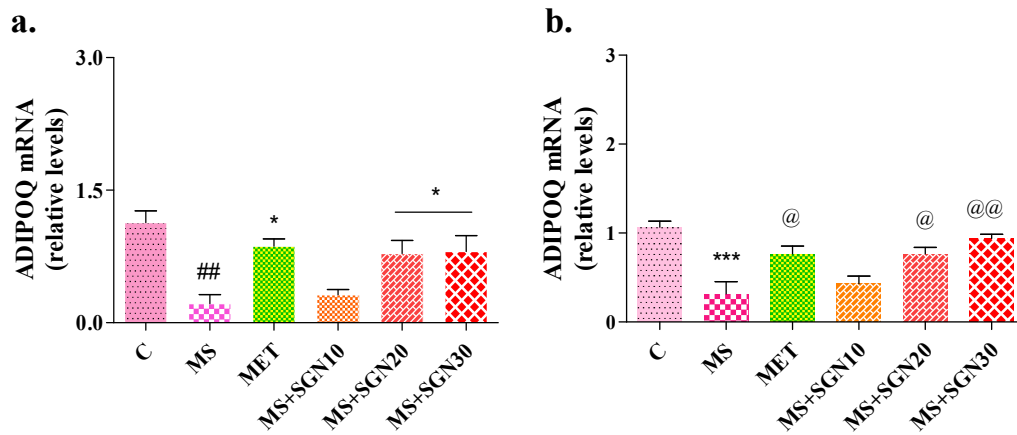 a.
ADIPOQ mRNA
(relative levels)
3.0
1.5
0.0
##
*
*
C
MS
MET
MS+SGN10
MS+SGN20
MS+SGN30
b.
ADIPOQ mRNA
(relative levels)
3
2
1
0
***
@
@
@@
C
MS
MET
MS+SGN10
MS+SGN20
MS+SGN30